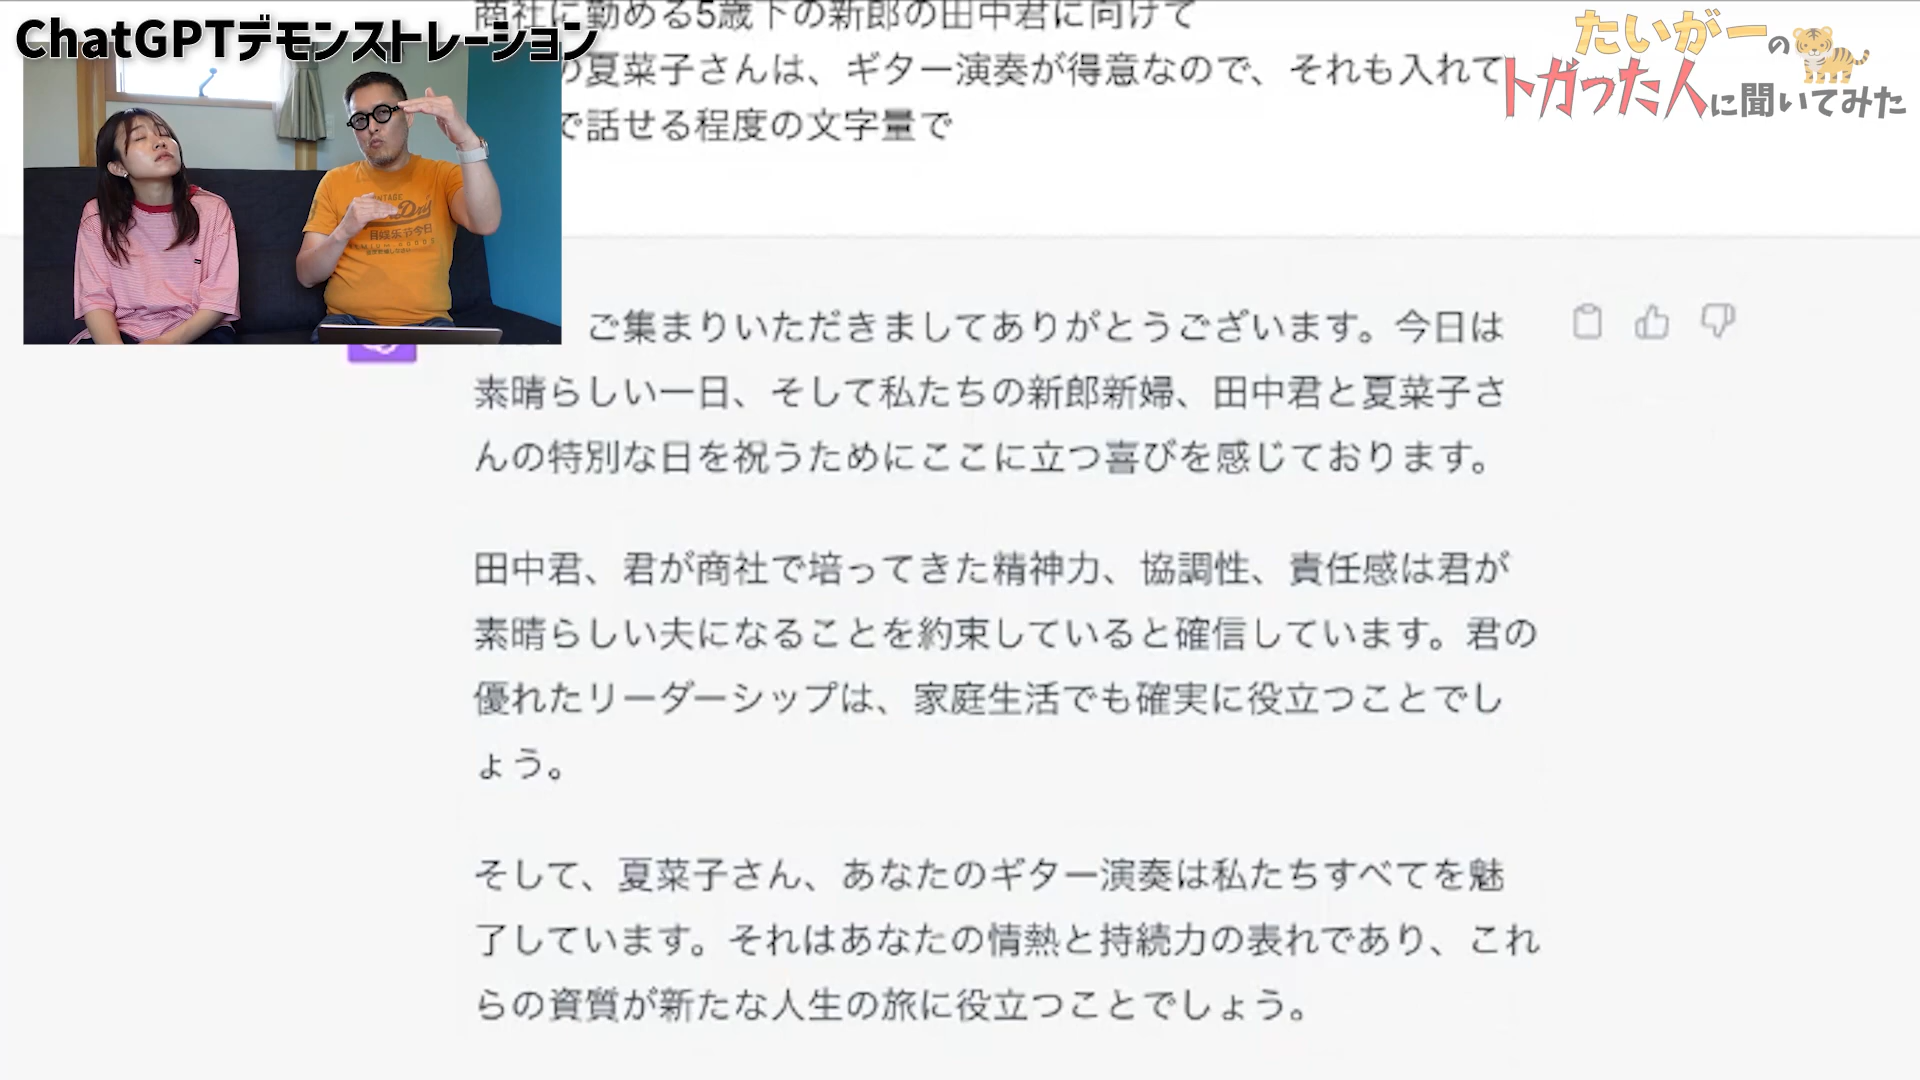 ChatGPTデモンストレーション
たいがーの
トガった人に聞いてみた
商社に勤める5歳下の新郎の田中君に向けて
の夏菜子さんは、ギター演奏が得意なので、それも入れて
で話せる程度の文字量で
ご集まりいただきましてありがとうございます。今日は
素晴らしい一日、そして私たちの新郎新婦、田中君と夏菜子さ
んの特別な日を祝うためにここに立つ喜びを感じております。
田中君、君が商社で培ってきた精神力、協調性、責任感は君が
素晴らしい夫になることを約束していると確信しています。君の
優れたリーダーシップは、家庭生活でも確実に役立つことでし
ょう。
そして、夏菜子さん、あなたのギター演奏は私たちすべてを魅
了しています。それはあなたの情熱と持続力の表れであり、これ
らの資質が新たな人生の旅に役立つことでしょう。